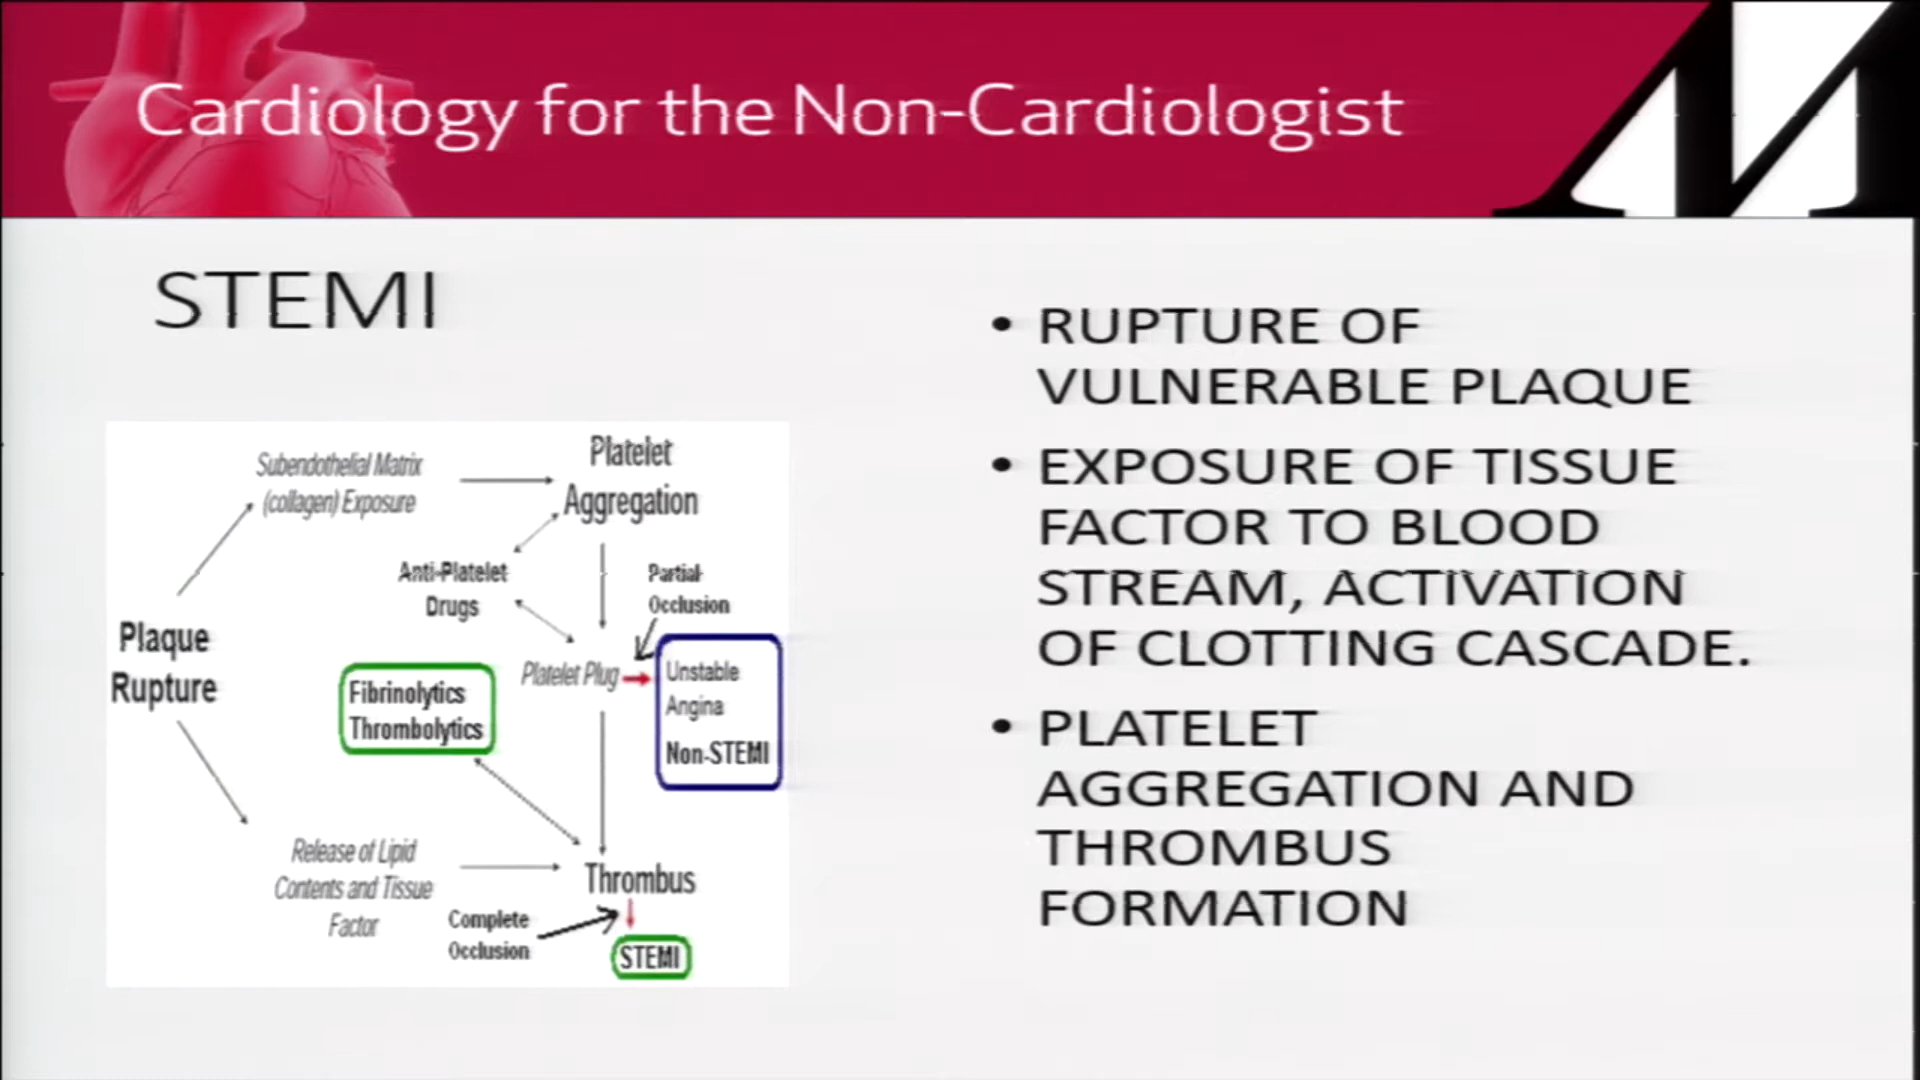 Cardiology for the Non-Cardiologist
M
STEMI
Subendothelial Matrix
(collagen) Exposure
Platelet
Aggregation
Anti-Platelet
Drugs
Partial
Occlusion
Plaque
Rupture
Fibrinolytics
Thrombolytics
Platelet Plug
Unstable
Angina
Non-STEMI
Release of Lipid
Contents and Tissue
Factor
Thrombus
Complete
Occlusion
STEMI
• RUPTURE OF
VULNERABLE PLAQUE
• EXPOSURE OF TISSUE
FACTOR TO BLOOD
STREAM, ACTIVATION
OF CLOTTING CASCADE.
• PLATELET
AGGREGATION AND
THROMBUS
FORMATION